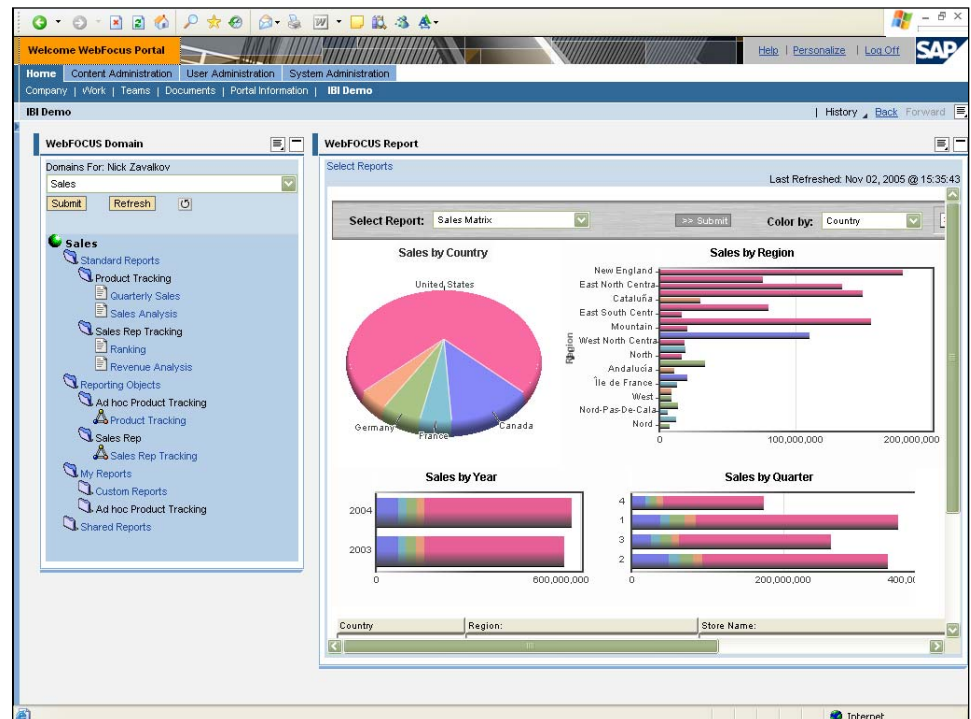 Welcome WebFocus Portal
Help | Personalize | Log Off
SAP
Home Content Administration User Administration System Administration
Company | Work | Teams | Documents | Portal Information | IBI Demo
IBI Demo
| History Back Forward
WebFOCUS Domain
Domains For: Nick Zavalkov
Sales
Submit Refresh
Sales
Standard Reports
Product Tracking
Quarterly Sales
Sales Analysis
Sales Rep Tracking
Ranking
Revenue Analysis
Reporting Objects
Ad hoc Product Tracking
Product Tracking
Sales Rep
Sales Rep Tracking
My Reports
Custom Reports
Ad hoc Product Tracking
Shared Reports
WebFOCUS Report
Select Reports
Last Refreshed: Nov 02, 2005 @ 15:35:43
Select Report: Sales Matrix >> Submit Color by: Country
Sales by Country
United States
Germany
France
Canada
Sales by Region
Region
New England
East North Centra
Cataluña
East South Centr
Mountain
West North Centra
North
Andalucía
Île de France
West
Nord-Pas-De-Cala
Nord
0 100,000,000 200,000,000
Sales by Year
2004
2003
0 600,000,000
Sales by Quarter
4
1
3
2
0 200,000,000 400,0
Country Region: Store Name:
Internet